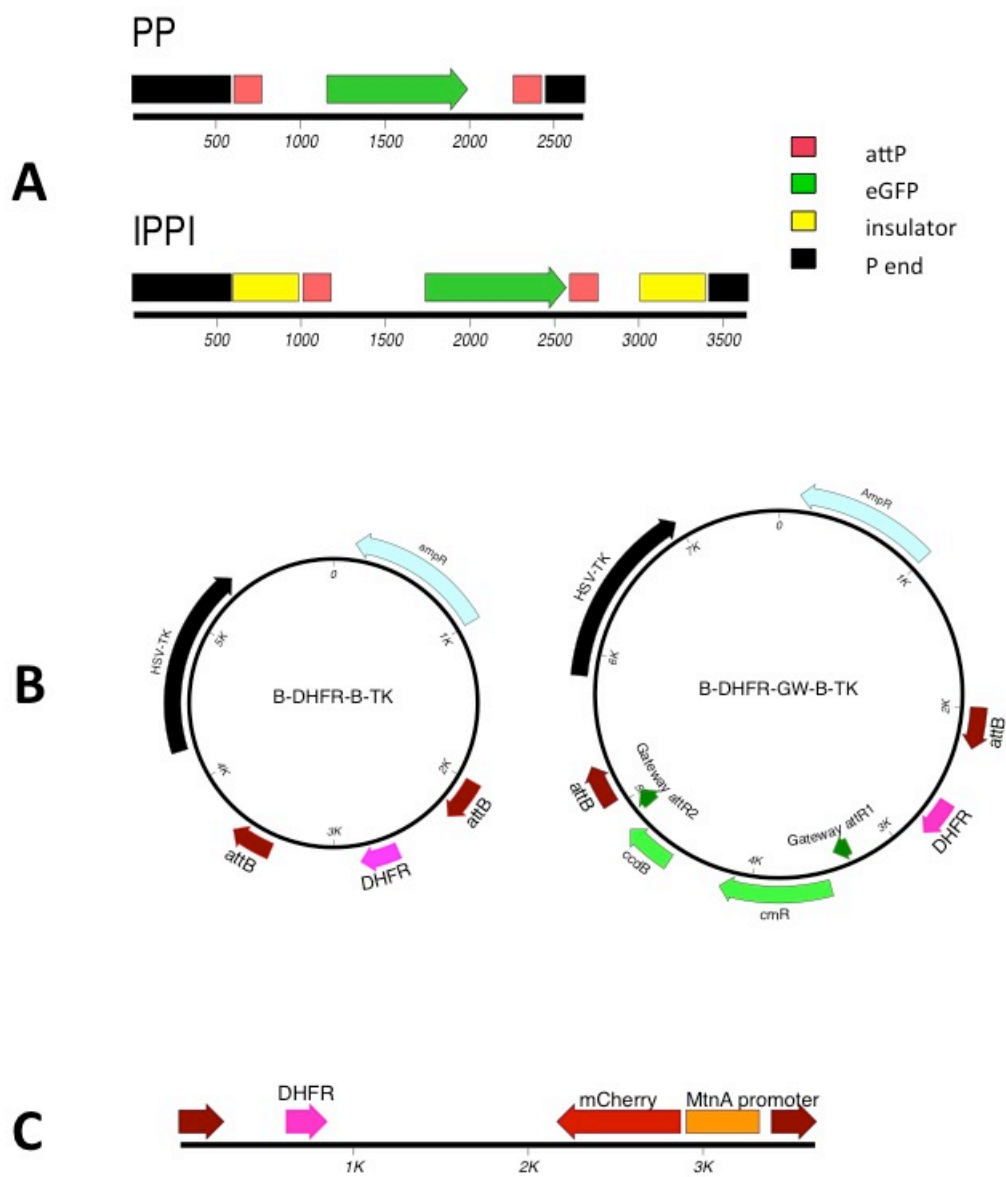 PP
500 1000 1500 2000 2500
A
attP
eGFP
insulator
P end
IPPI
500 1000 1500 2000 2500 3000 3500
B
ampR
0
1K
HSV-TK
5K
B-DHFR-B-TK
4K
2K
attB
3K
attB
DHFR
AmpR
0
1K
HSV-TK
7K
6K
B-DHFR-GW-B-TK
2K
attB
Gateway attR2
attB
DHFR
Gateway attR1
3K
ccdB
4K
cmR
C
DHFR mCherry MtnA promoter
1K 2K 3K